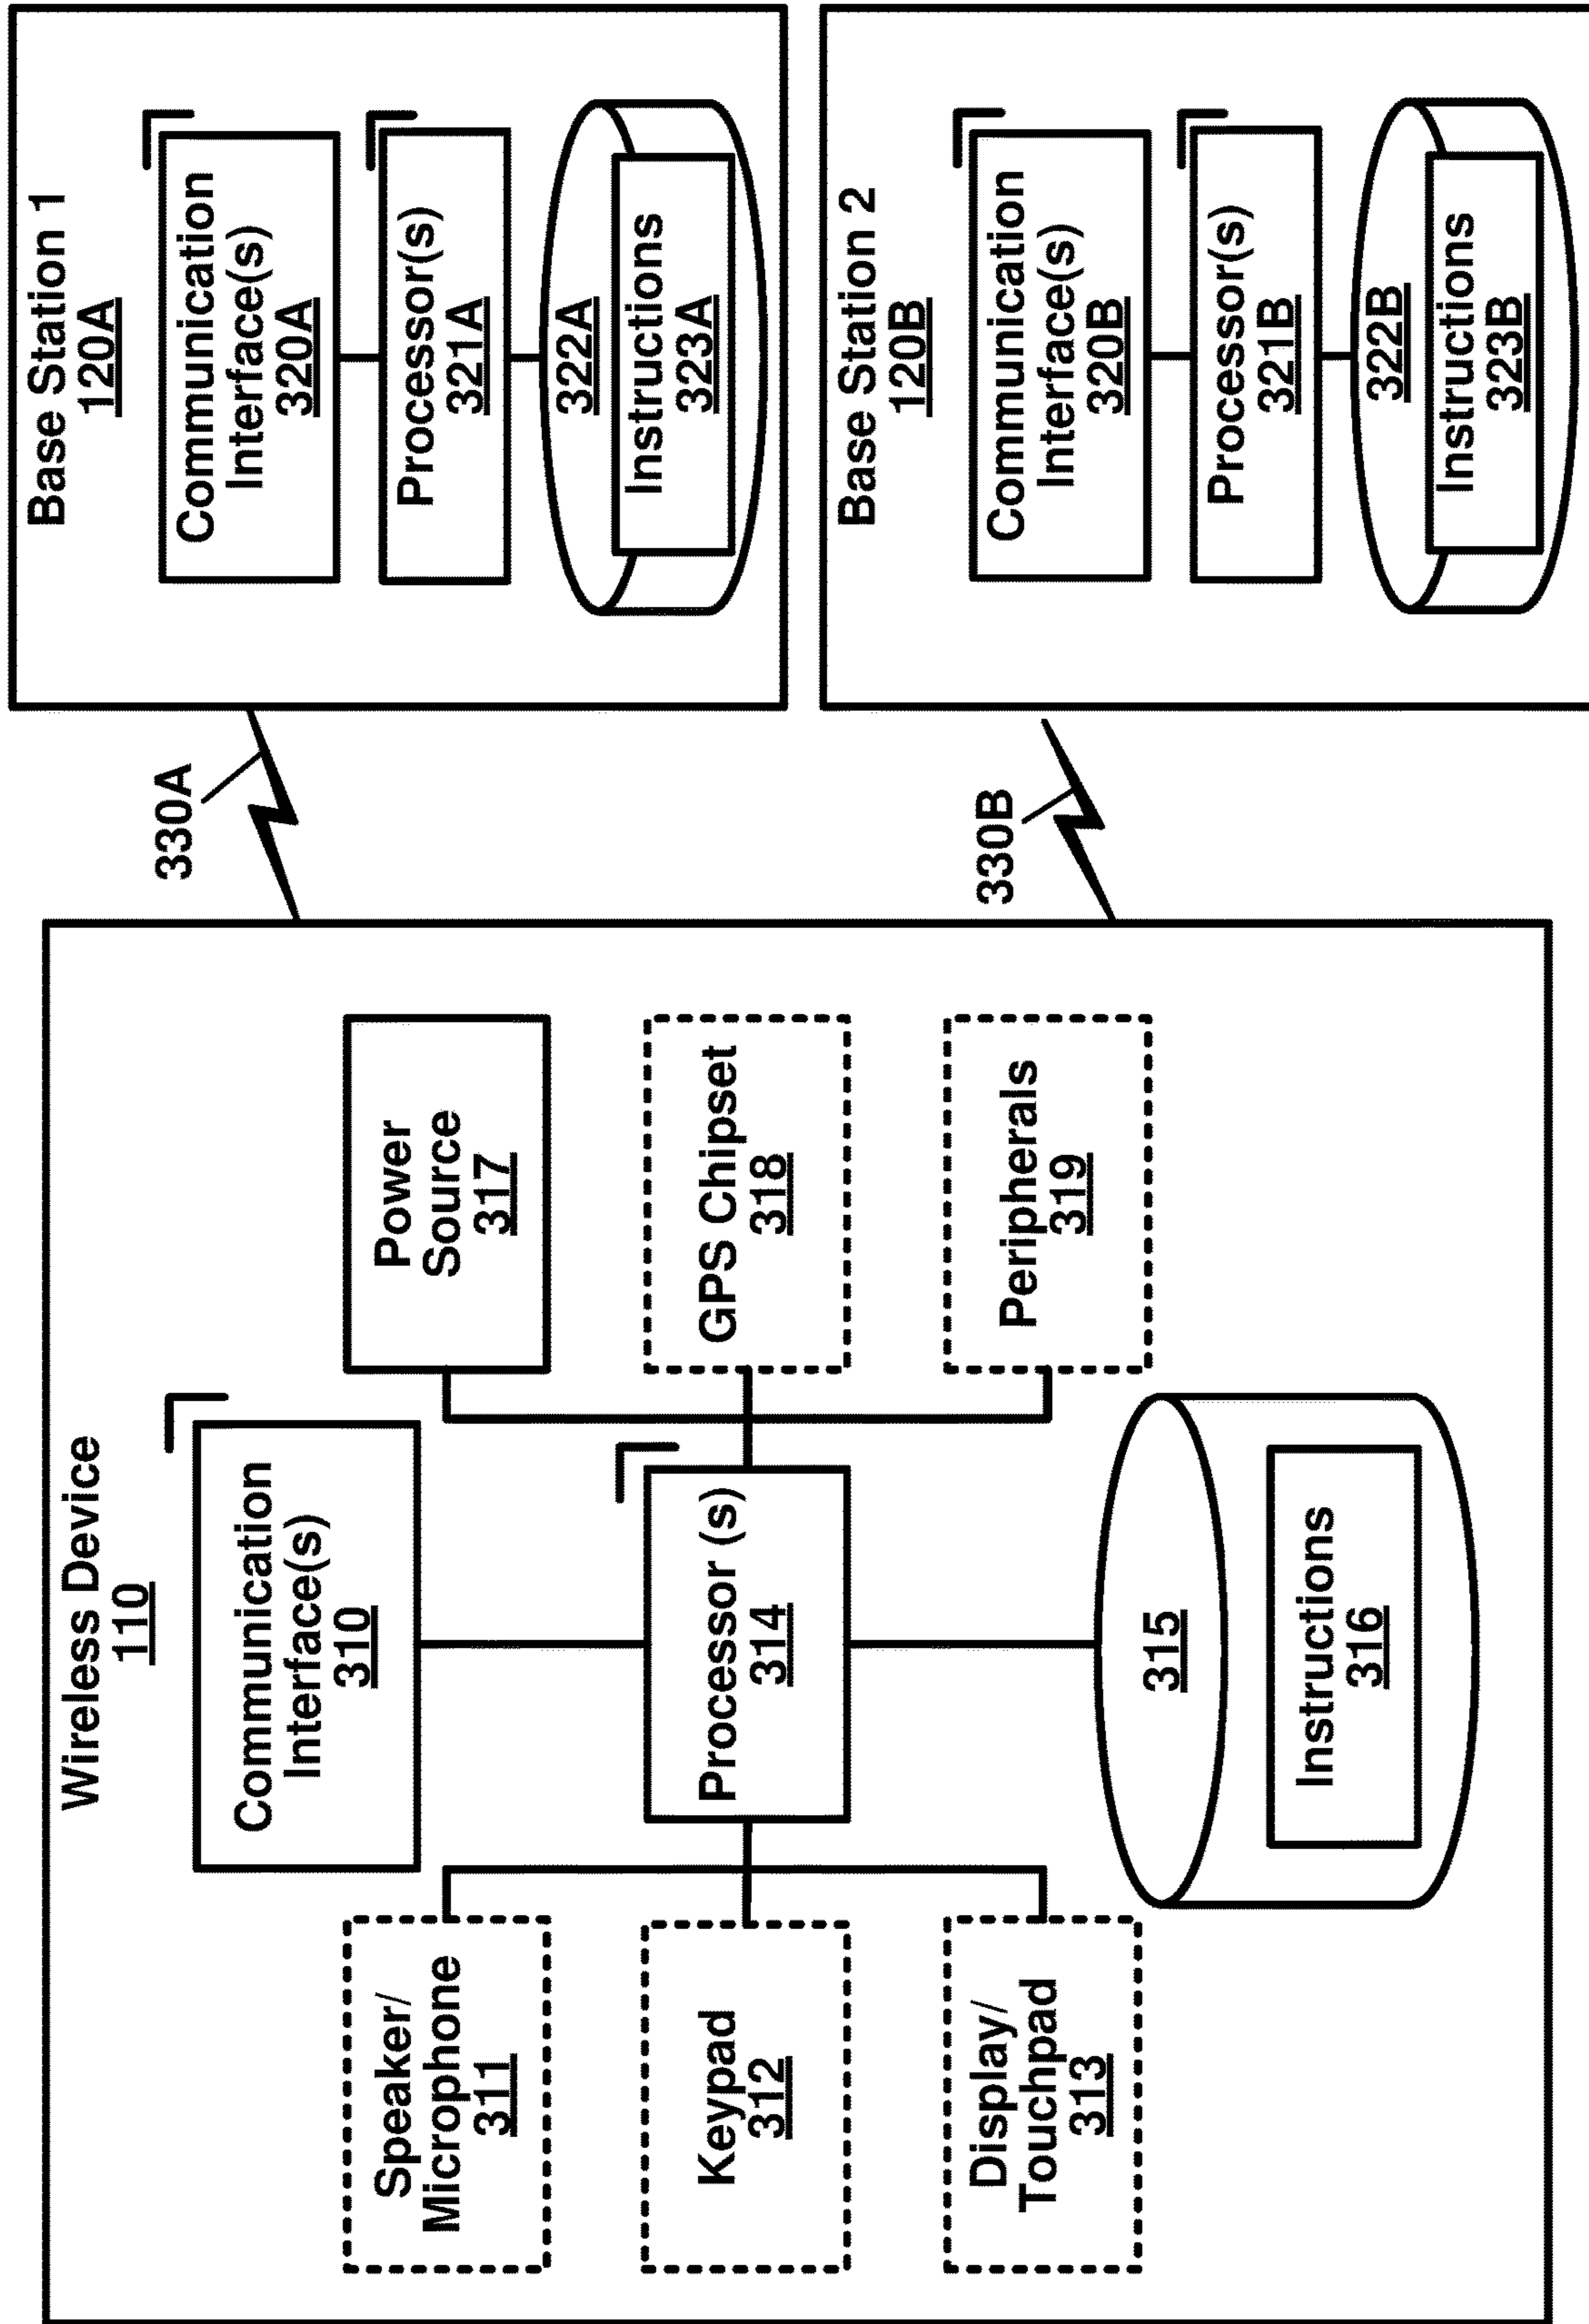 Wireless Device
110
Communication
Interface(s)
310
Speaker/
Microphone
311
Keypad
312
Display/
Touchpad
313
Processor (s)
314
315
Instructions
316
Power
Source
317
GPS Chipset
318
Peripherals
319
330A
330B
Base Station 1
120A
Communication
Interface(s)
320A
Processor(s)
321A
322A
Instructions
323A
Base Station 2
120B
Communication
Interface(s)
320B
Processor(s)
321B
322B
Instructions
323B